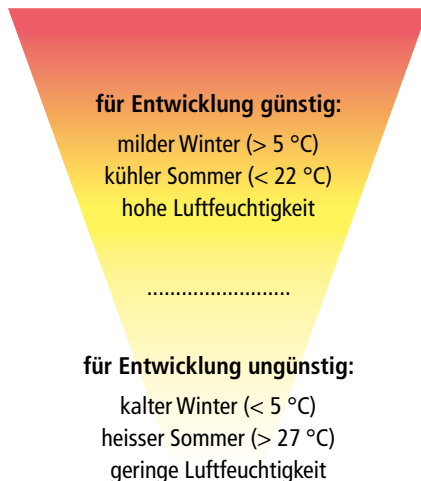 für Entwicklung günstig:
milder Winter (> 5 °C)
kühler Sommer (< 22 °C)
hohe Luftfeuchtigkeit
.........................
für Entwicklung ungünstig:
kalter Winter (< 5 °C)
heisser Sommer (> 27 °C)
geringe Luftfeuchtigkeit